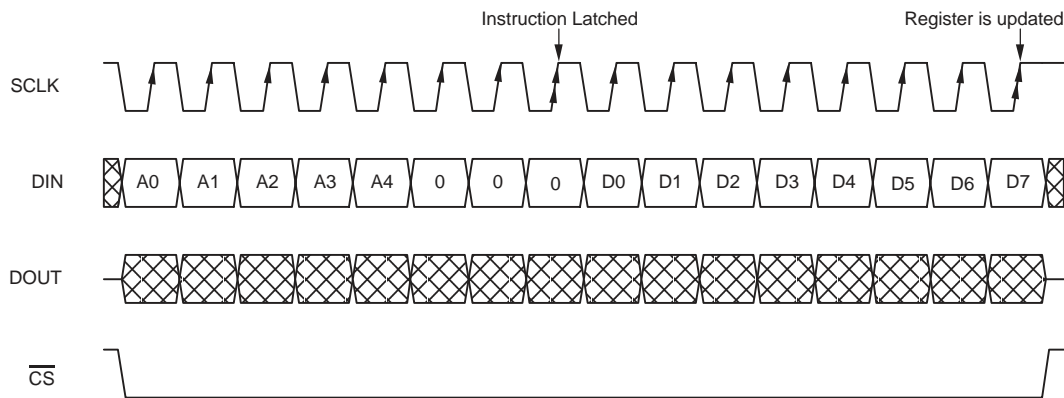 Instruction Latched Register is updated
SCLK
DIN A0 A1 A2 A3 A4 0 0 0 D0 D1 D2 D3 D4 D5 D6 D7
DOUT
CS